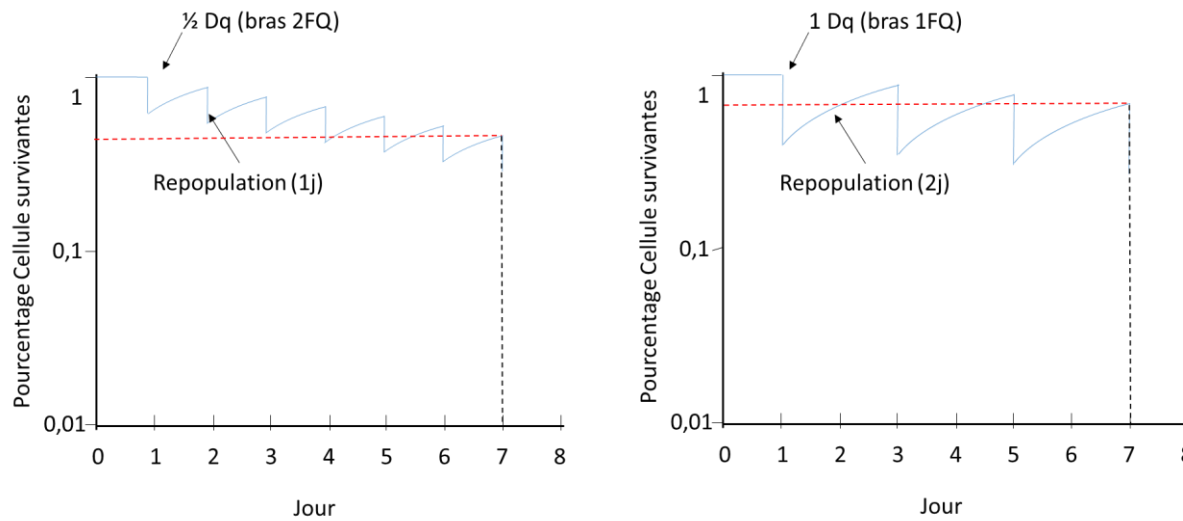 ½ Dq (bras 2FQ)
1
Repopulation (1j)
0,1
0,01
Pourcentage Cellule survivantes
0 1 2 3 4 5 6 7 8
Jour
1 Dq (bras 1FQ)
1
Repopulation (2j)
0,1
0,01
Pourcentage Cellule survivantes
0 1 2 3 4 5 6 7 8
Jour